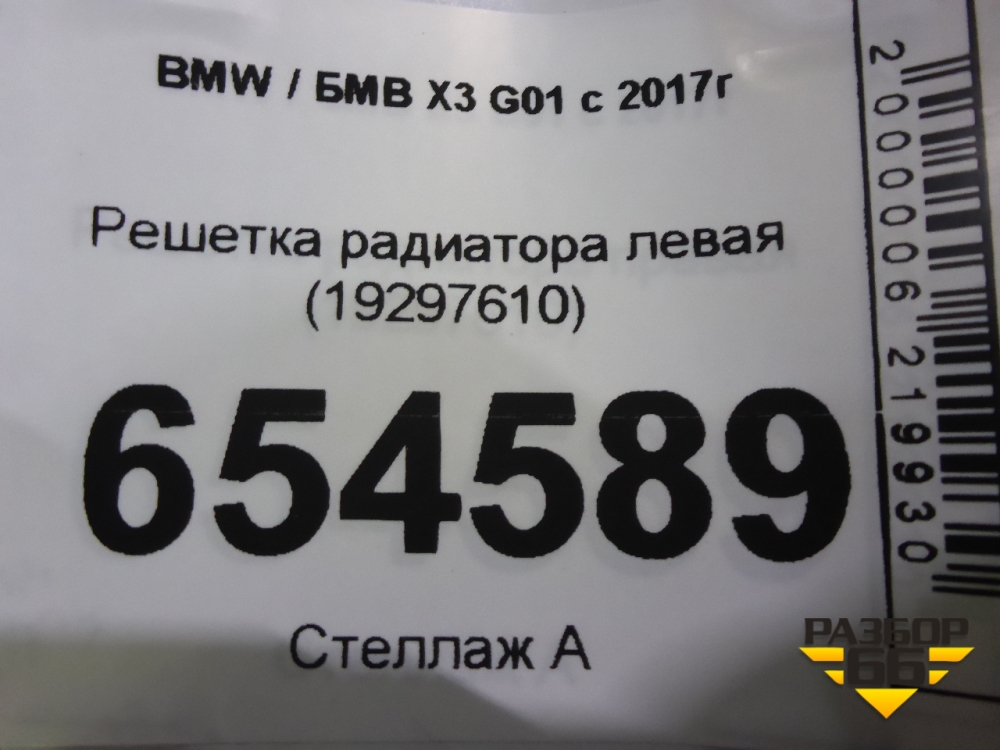 BMW / БМВ X3 G01 с 2017г
Решетка радиатора левая
(19297610)
654589
Стеллаж А
2000006219930
РАЗБОР
66